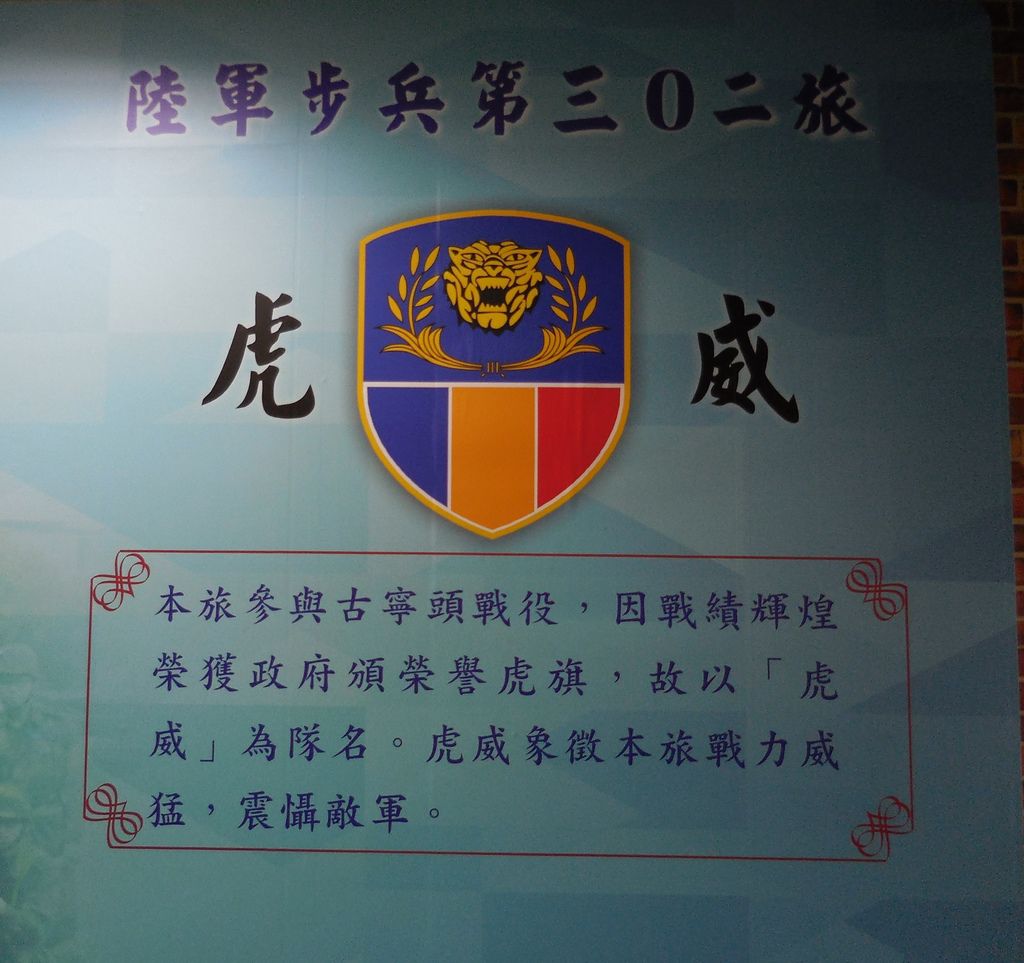 陸軍步兵第三0二旅
虎 威
本旅參與古寧頭戰役，因戰績輝煌
榮獲政府頒榮譽虎旗，故以「虎
威」為隊名。虎威象徵本旅戰力威
猛，震懾敵軍。